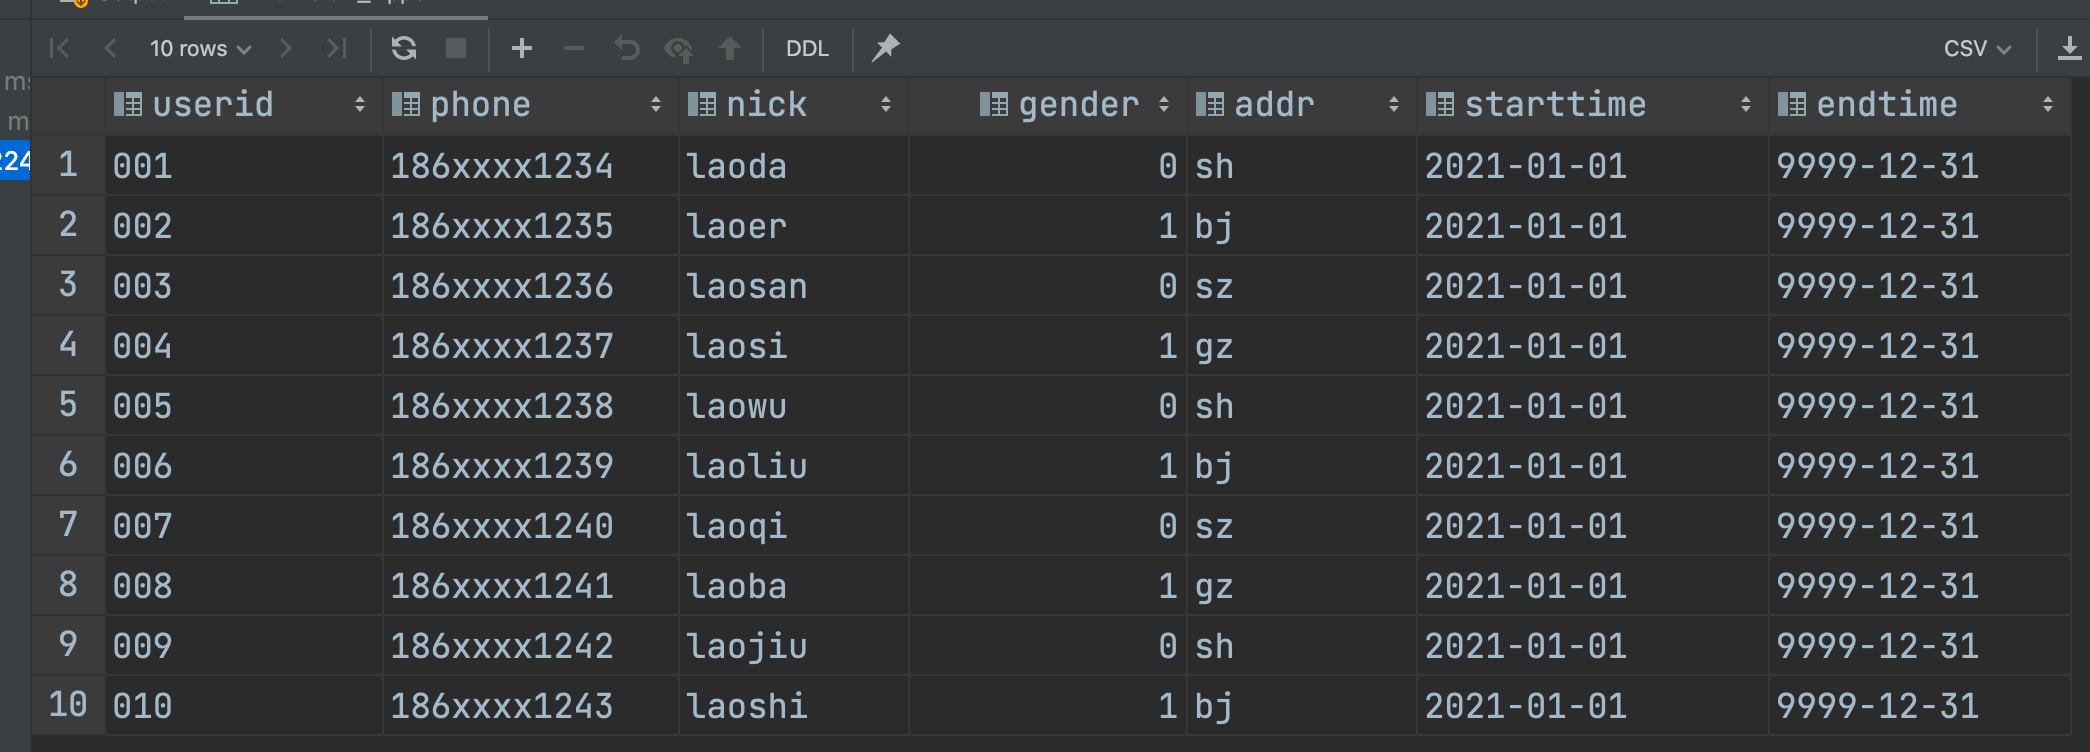 10 rows DDL CSV
userid phone nick gender addr starttime endtime
1 001 186xxxx1234 laoda 0 sh 2021-01-01 9999-12-31
224
2 002 186xxxx1235 laoer 1 bj 2021-01-01 9999-12-31
3 003 186xxxx1236 laosan 0 sz 2021-01-01 9999-12-31
4 004 186xxxx1237 laosi 1 gz 2021-01-01 9999-12-31
5 005 186xxxx1238 laowu 0 sh 2021-01-01 9999-12-31
6 006 186xxxx1239 laoliu 1 bj 2021-01-01 9999-12-31
7 007 186xxxx1240 laoqi 0 sz 2021-01-01 9999-12-31
8 008 186xxxx1241 laoba 1 gz 2021-01-01 9999-12-31
9 009 186xxxx1242 laojiu 0 sh 2021-01-01 9999-12-31
10 010 186xxxx1243 laoshi 1 bj 2021-01-01 9999-12-31